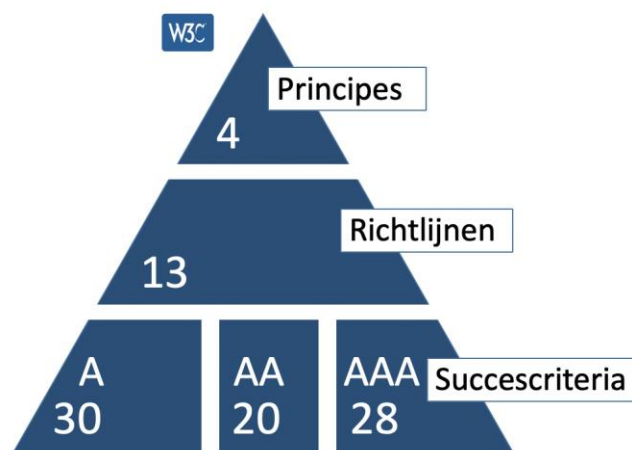 W3C
Principes
4
Richtlijnen
13
A AA AAA
Succescriteria
30 20 28